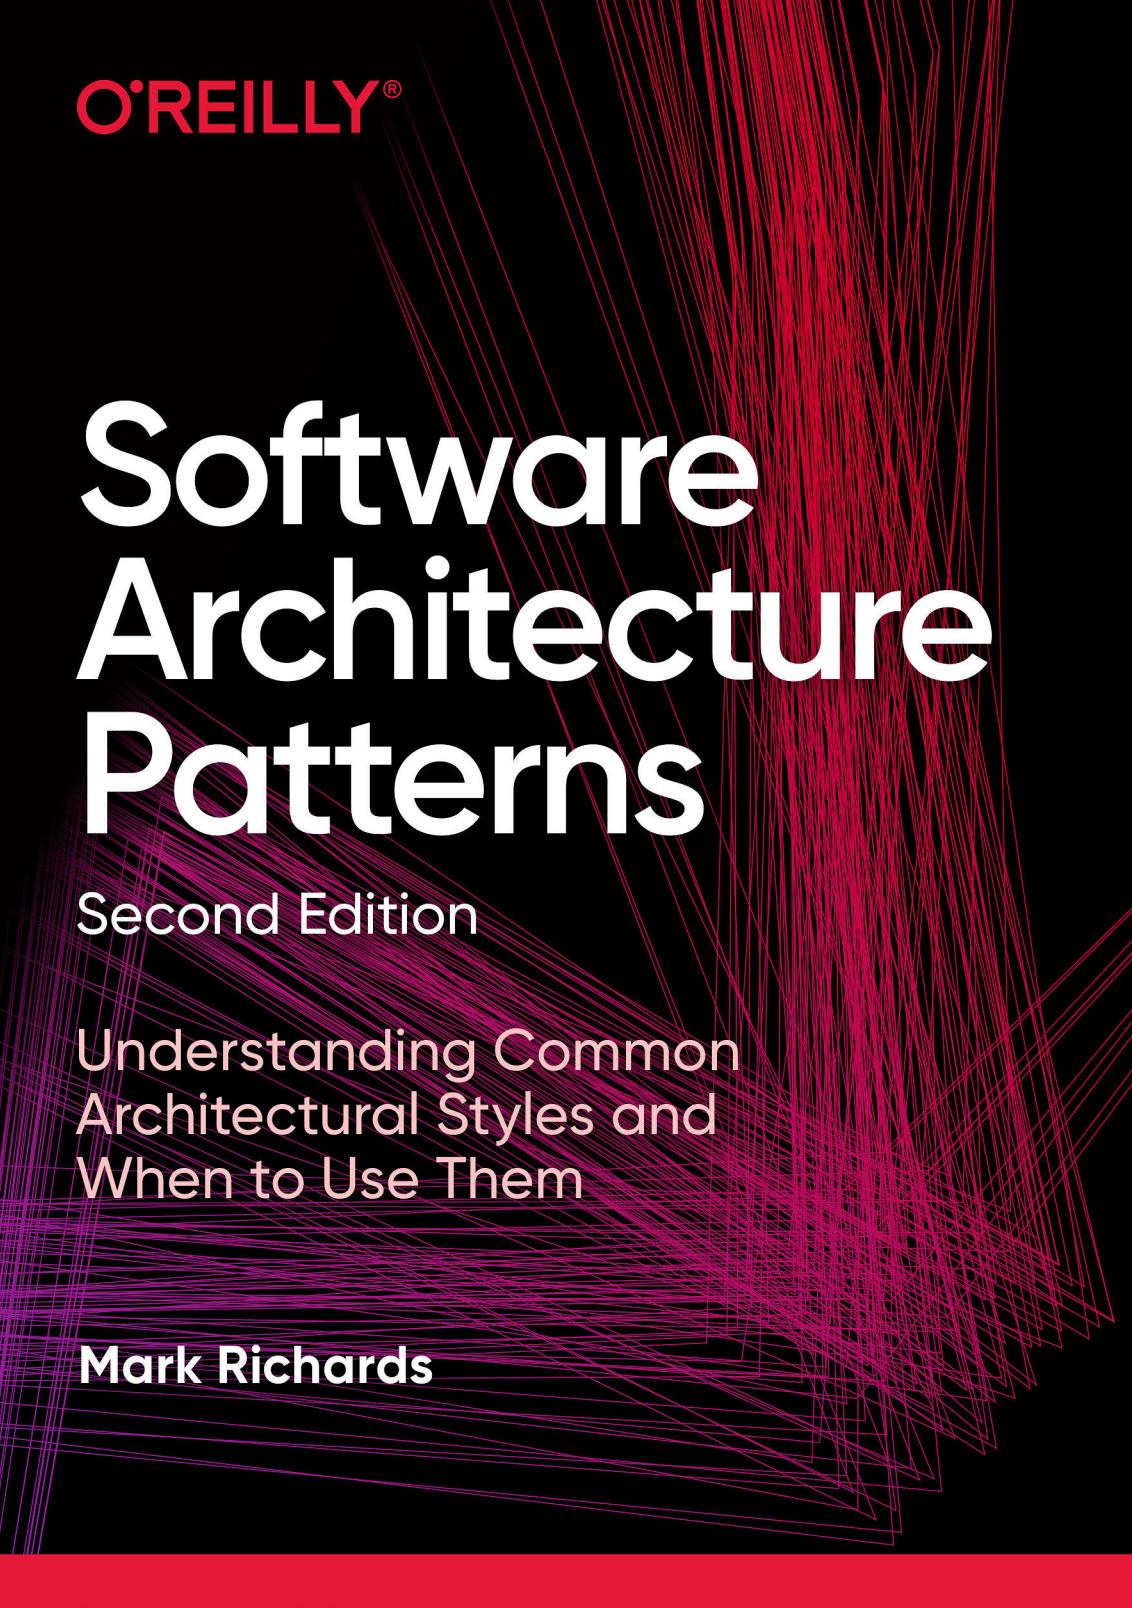 O'REILLY®
Software
Architecture
Patterns
Second Edition
Understanding Common
Architectural Styles and
When to Use Them
Mark Richards